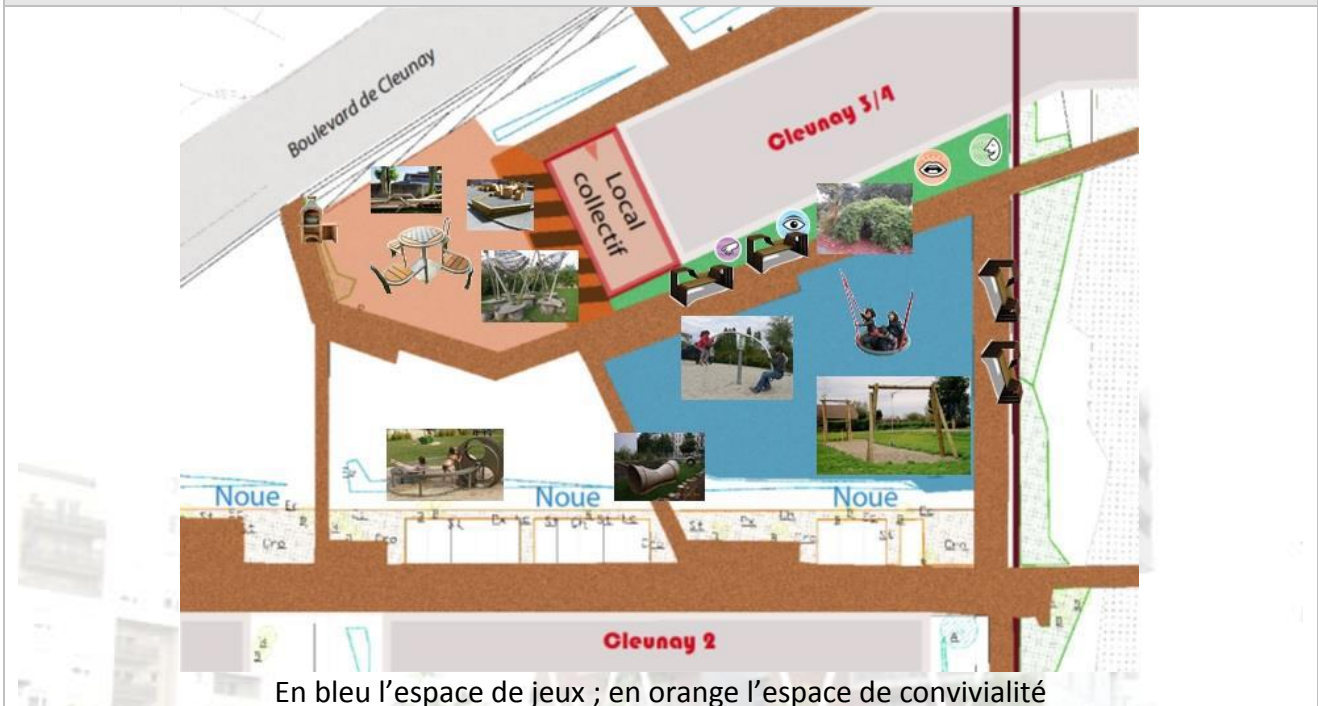 Boulevard de Cleunay
Cleunay 3/4
Local
collectif
Noue
Noue
Noue
Cleunay 2
En bleu l’espace de jeux ; en orange l’espace de convivialité